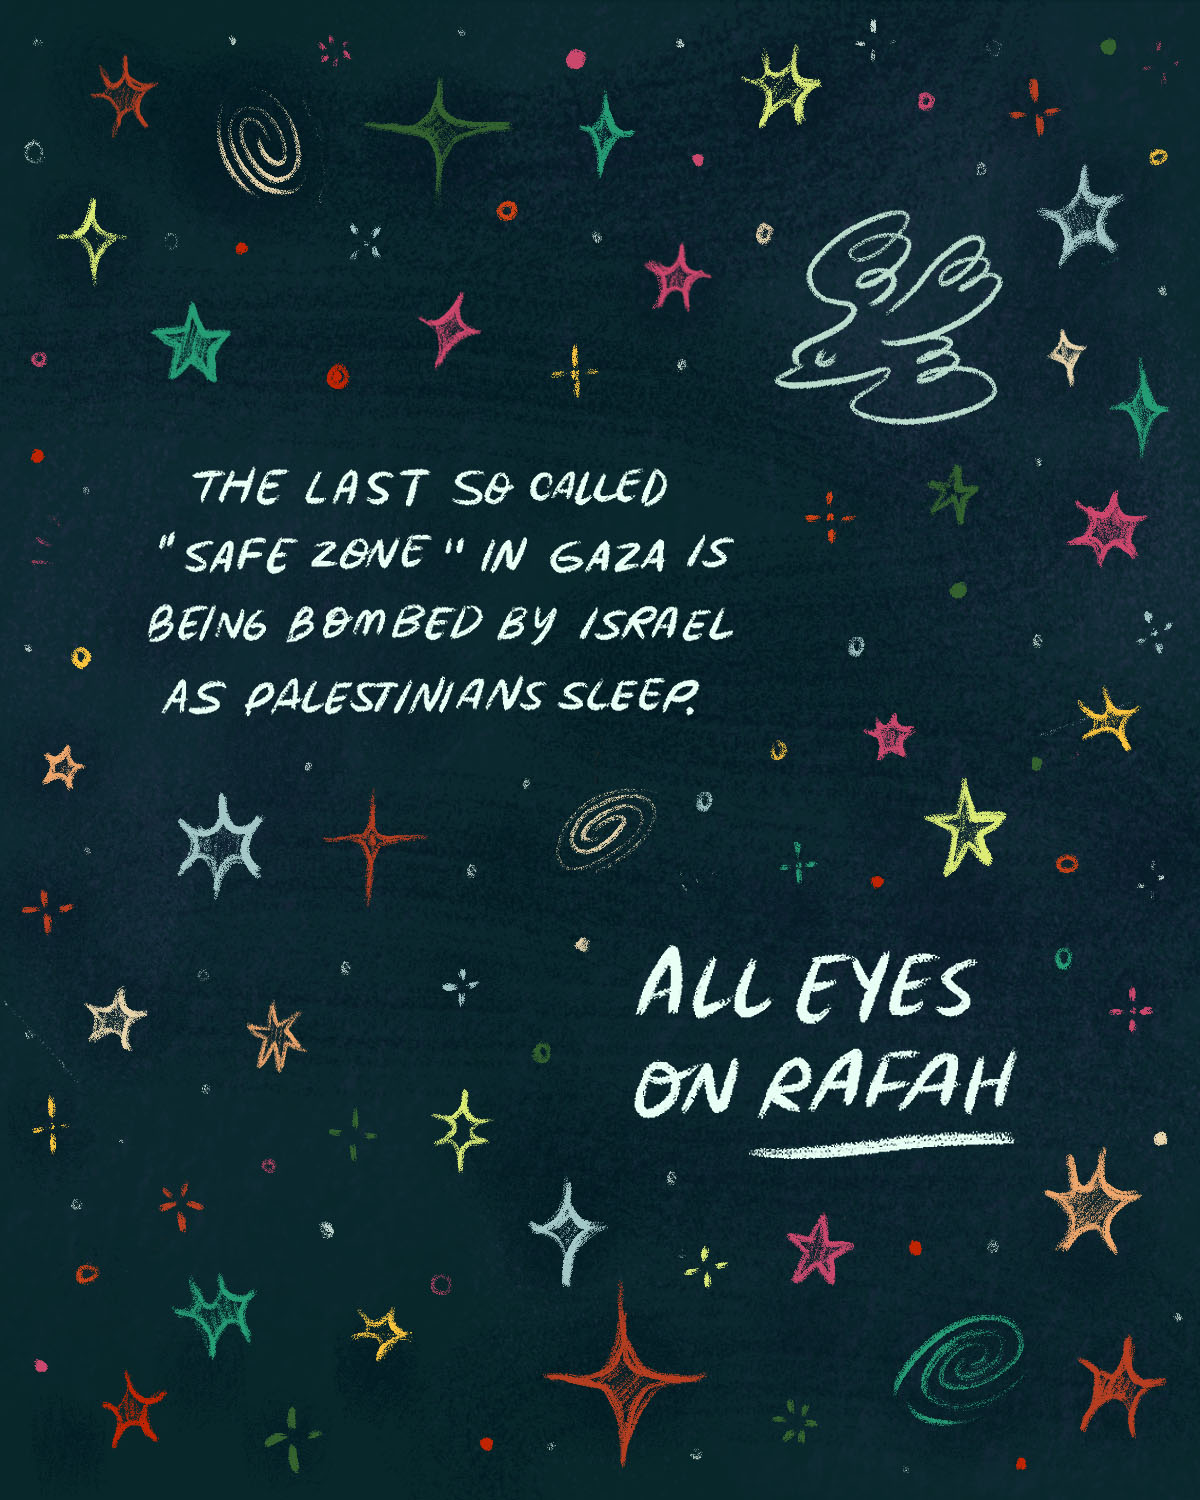 THE LAST SO CALLED
"SAFE ZONE" IN GAZA IS
BEING BOMBED BY ISRAEL
AS PALESTINIANS SLEEP.
ALL EYES
ON RAFAH